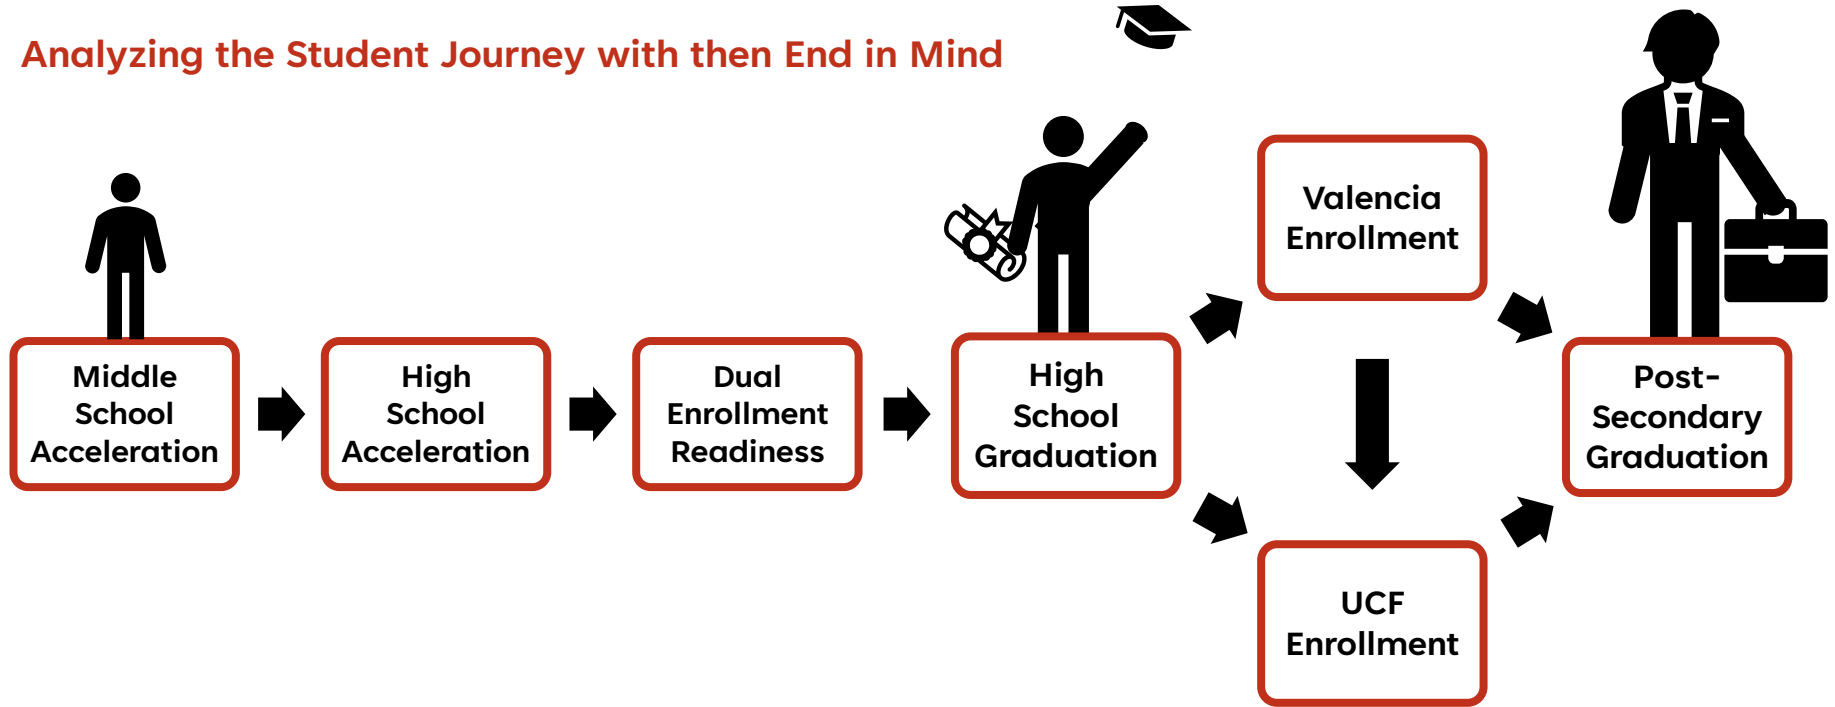 Analyzing the Student Journey with then End in Mind
Middle
School
Acceleration
High
School
Acceleration
Dual
Enrollment
Readiness
High
School
Graduation
Valencia
Enrollment
UCF
Enrollment
Post-
Secondary
Graduation